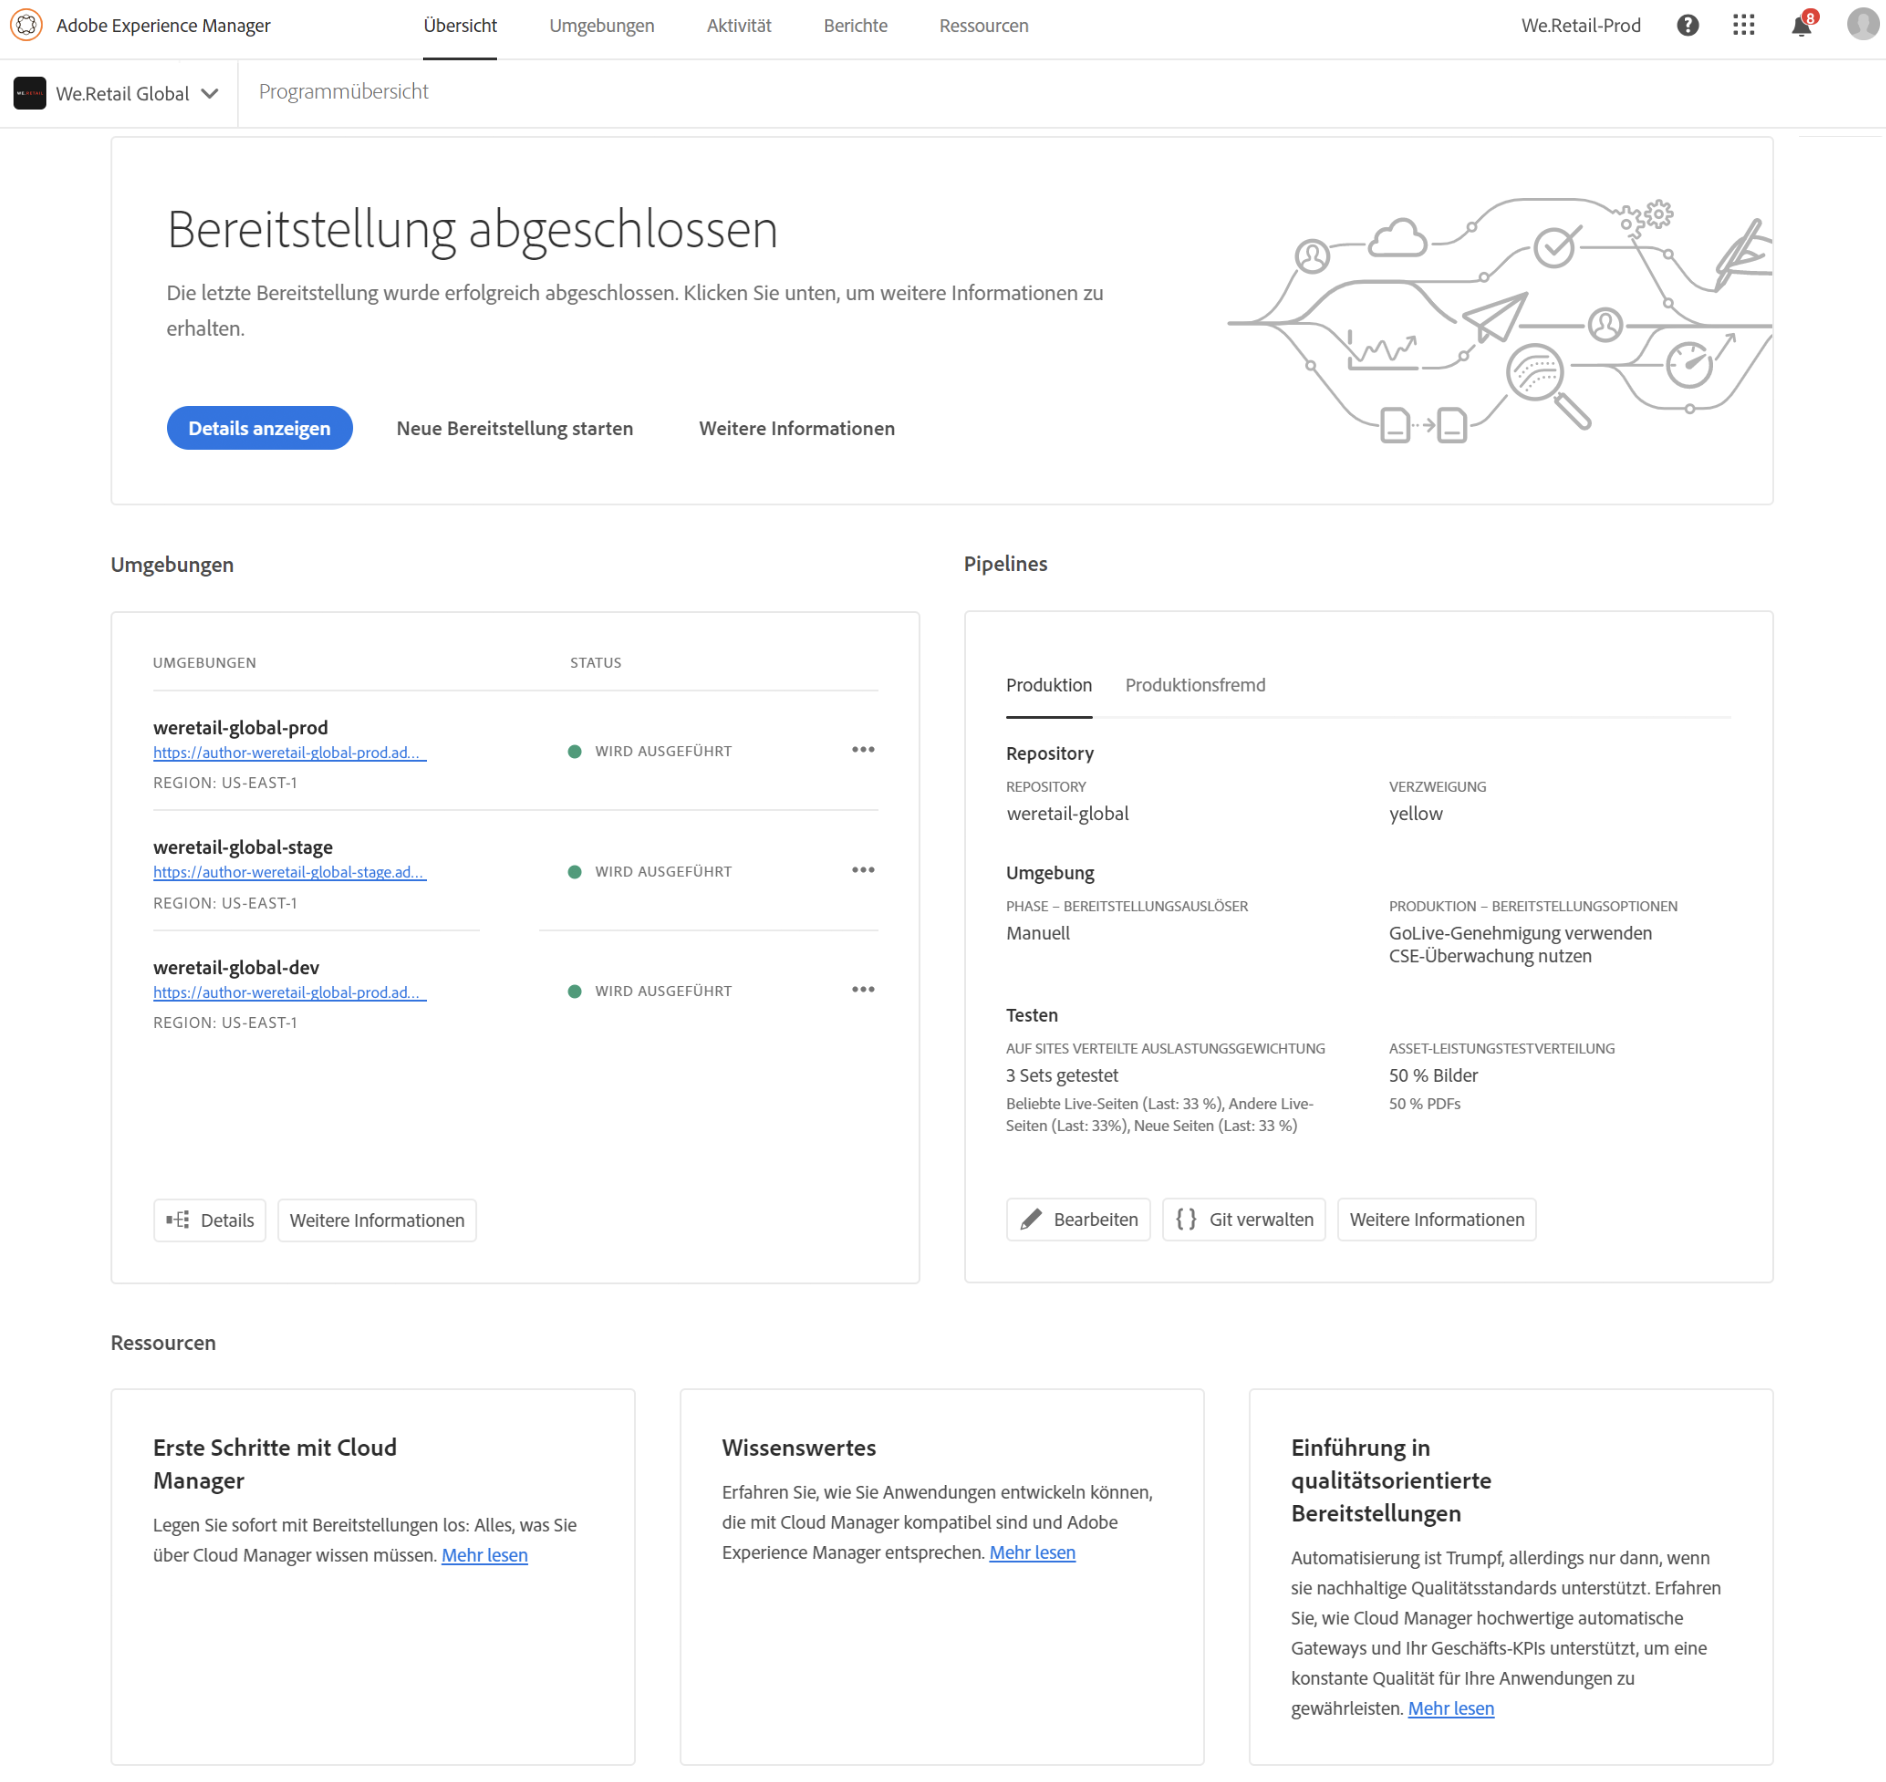 Adobe Experience Manager
Übersicht
Umgebungen
Aktivität
Berichte
Ressourcen
We.Retail-Prod
8
WE.RETAIL
We.Retail Global
Programmübersicht
Bereitstellung abgeschlossen
Die letzte Bereitstellung wurde erfolgreich abgeschlossen. Klicken Sie unten, um weitere Informationen zu
erhalten.
Details anzeigen
Neue Bereitstellung starten
Weitere Informationen
Umgebungen
UMGEBUNGEN
STATUS
weretail-global-prod
https://author-weretail-global-prod.ad...
REGION: US-EAST-1
WIRD AUSGEFÜHRT
weretail-global-stage
https://author-weretail-global-stage.ad...
REGION: US-EAST-1
WIRD AUSGEFÜHRT
weretail-global-dev
https://author-weretail-global-prod.ad...
REGION: US-EAST-1
WIRD AUSGEFÜHRT
Details
Weitere Informationen
Pipelines
Produktion
Produktionsfremd
Repository
REPOSITORY
weretail-global
VERZWEIGUNG
yellow
Umgebung
PHASE – BEREITSTELLUNGSAUSLÖSER
Manuell
PRODUKTION – BEREITSTELLUNGSOPTIONEN
GoLive-Genehmigung verwenden
CSE-Überwachung nutzen
Testen
AUF SITES VERTEILTE AUSLASTUNGSGEWICHTUNG
3 Sets getestet
Beliebte Live-Seiten (Last: 33 %), Andere Live-
Seiten (Last: 33%), Neue Seiten (Last: 33 %)
ASSET-LEISTUNGSTESTVERTEILUNG
50 % Bilder
50 % PDFs
Bearbeiten
Git verwalten
Weitere Informationen
Ressourcen
Erste Schritte mit Cloud
Manager
Legen Sie sofort mit Bereitstellungen los: Alles, was Sie
über Cloud Manager wissen müssen. Mehr lesen
Wissenswertes
Erfahren Sie, wie Sie Anwendungen entwickeln können,
die mit Cloud Manager kompatibel sind und Adobe
Experience Manager entsprechen. Mehr lesen
Einführung in
qualitätsorientierte
Bereitstellungen
Automatisierung ist Trumpf, allerdings nur dann, wenn
sie nachhaltige Qualitätsstandards unterstützt. Erfahren
Sie, wie Cloud Manager hochwertige automatische
Gateways und Ihr Geschäfts-KPIs unterstützt, um eine
konstante Qualität für Ihre Anwendungen zu
gewährleisten. Mehr lesen